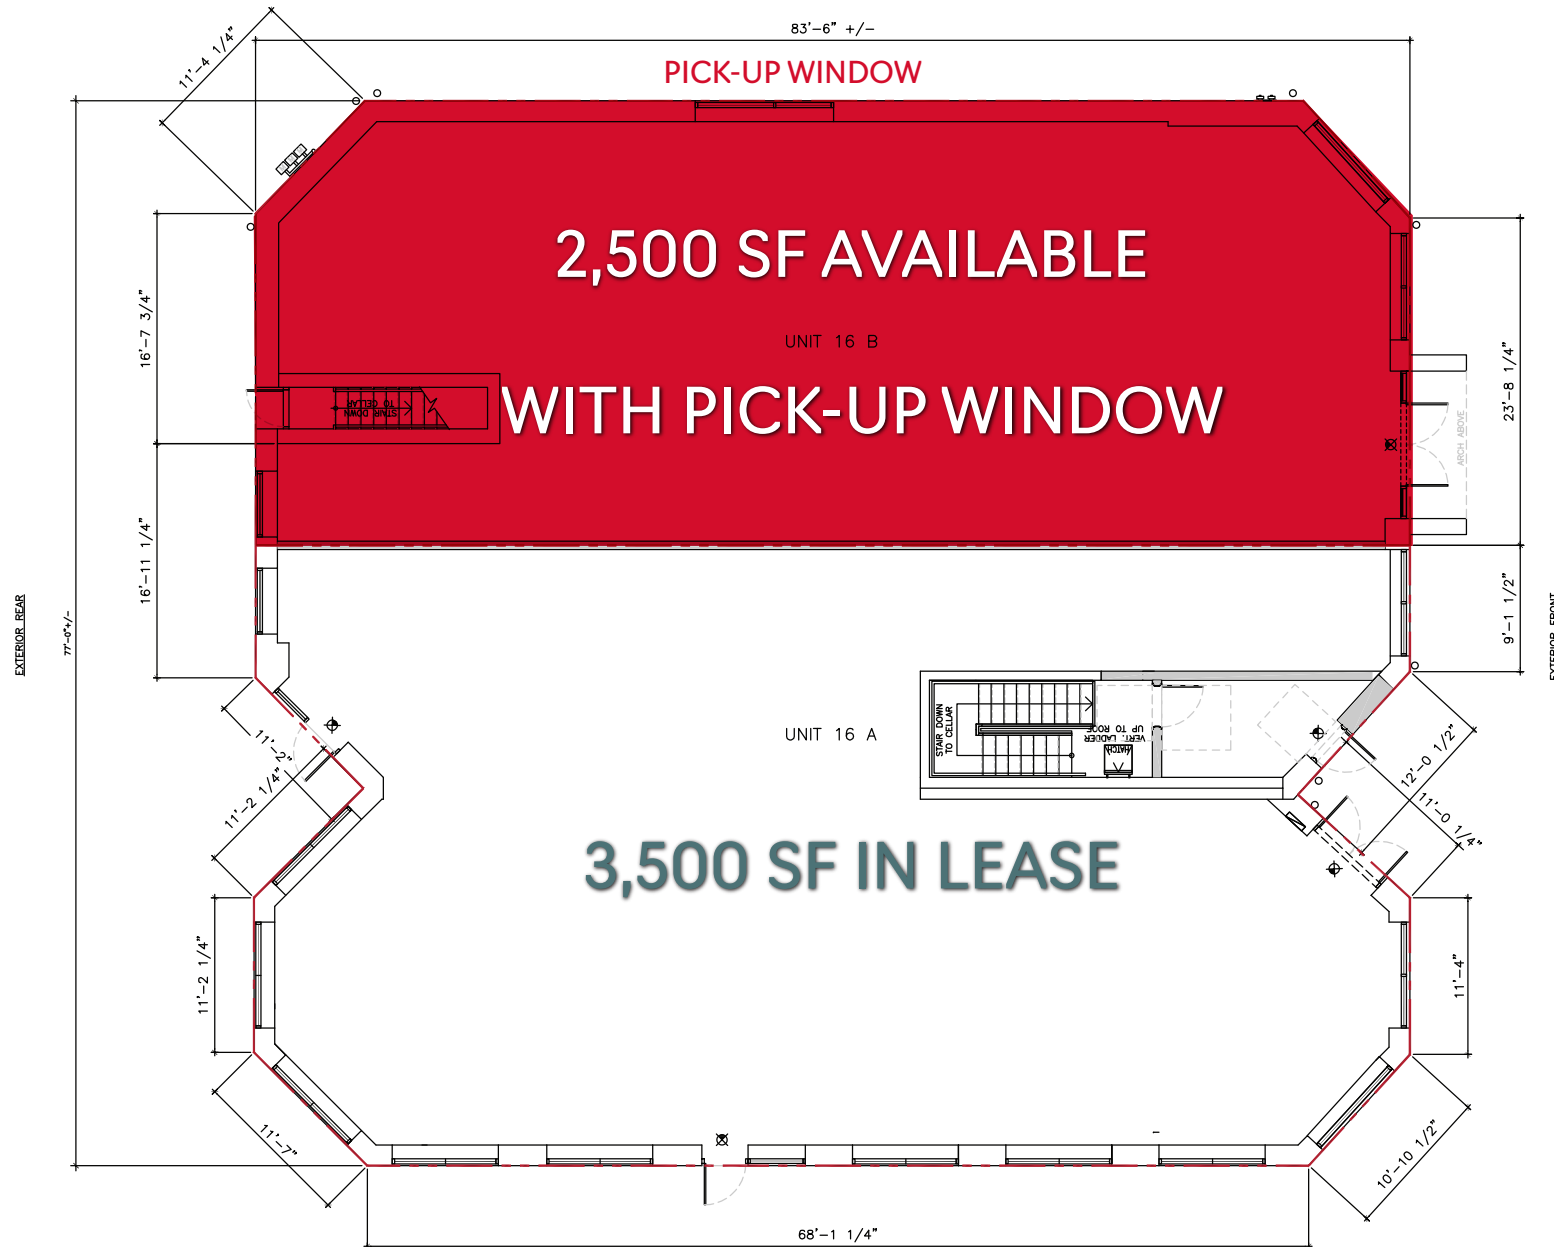 83'-6" +/-
11'-4 1/4"
PICK-UP WINDOW
2,500 SF AVAILABLE
16'-7 3/4"
UNIT 16 B
23'-8 1/4"
WITH PICK-UP WINDOW
STAIR DOWN
TO CELLAR
ARCH ABOVE
16'-11 1/4"
9'-1 1/2"
EXTERIOR REAR
77'-0"+/-
EXTERIOR FRONT
UNIT 16 A
STAIR DOWN
TO CELLAR
VERT. LADDER
UP TO ROOF
HATCH
11'-2"
11'-2 1/4"
12'-0 1/2"
11'-0 1/4"
3,500 SF IN LEASE
11'-2 1/4"
11'-4"
11'-7"
10'-10 1/2"
68'-1 1/4"